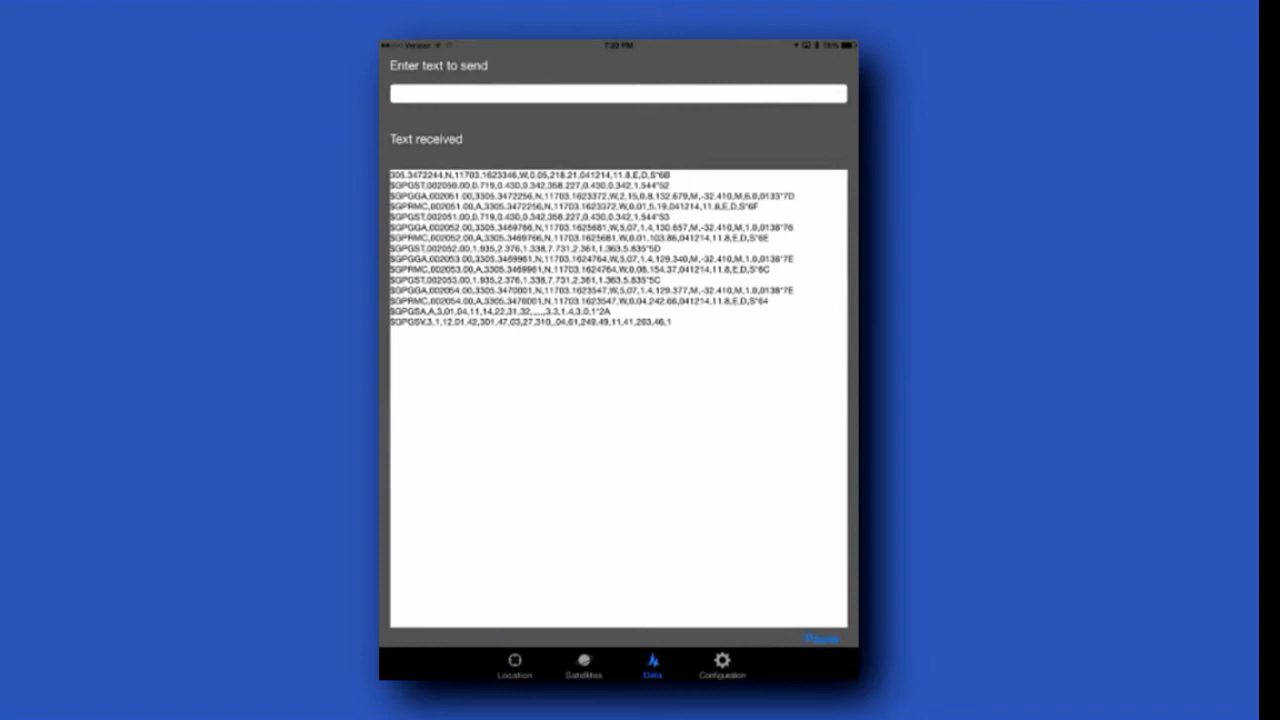 Verizon
7:23 PM
76%
Enter text to send
Text received
305.3472244,N,11703.1623346,W,0.05,218.21,041214,11.8,E,D,S*6B
$GPGST,002050.00,0.719,0.430,0.342,358.227,0.430,0.342,1.544*52
$GPGGA,002051.00,3305.3472256,N,11703.1623372,W,2,15,0.8,132.679,M,-32.410,M,6.0,0133*7D
$GPRMC,002051.00,A,3305.3472256,N,11703.1623372,W,0.01,5.19,041214,11.8,E,D,S*6F
$GPGST,002051.00,0.719,0.430,0.342,358.227,0.430,0.342,1.544*53
$GPGGA,002052.00,3305.3469766,N,11703.1625681,W,5,07,1.4,130.657,M,-32.410,M,1.0,0138*76
$GPRMC,002052.00,A,3305.3469766,N,11703.1625681,W,0.01,103.86,041214,11.8,E,D,S*6E
$GPGST,002052.00,1.935,2.376,1.338,7.731,2.361,1.363,5.835*5D
$GPGGA,002053.00,3305.3469961,N,11703.1624764,W,5,07,1.4,129.340,M,-32.410,M,1.0,0138*7E
$GPRMC,002053.00,A,3305.3469961,N,11703.1624764,W,0.08,154.37,041214,11.8,E,D,S*6C
$GPGST,002053.00,1.935,2.376,1.338,7.731,2.361,1.363,5.835*5C
$GPGGA,002054.00,3305.3470001,N,11703.1623547,W,5,07,1.4,129.377,M,-32.410,M,1.0,0138*7E
$GPRMC,002054.00,A,3305.3470001,N,11703.1623547,W,0.04,242.66,041214,11.8,E,D,S*64
$GPGSA,A,3,01,04,11,14,22,31,32,,,,,,3.3,1.4,3.0,1*2A
$GPGSV,3,1,12,01,42,301,47,03,27,310,,04,61,249,49,11,41,263,46,1
Pause
Location
Satellites
Data
Configuration